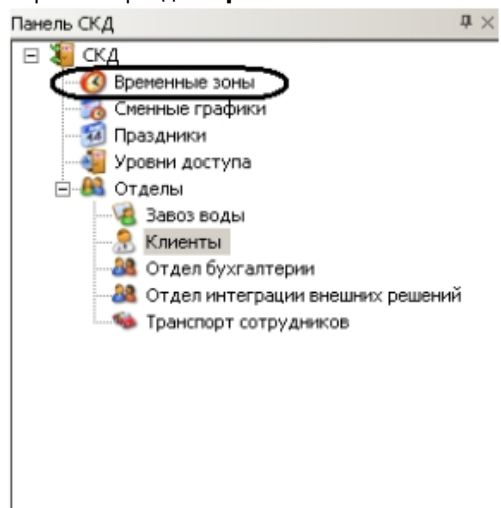 Панель СКД
СКД
Временные зоны
Сменные графики
Праздники
Уровни доступа
Отделы
Завоз воды
Клиенты
Отдел бухгалтерии
Отдел интеграции внешних решений
Транспорт сотрудников